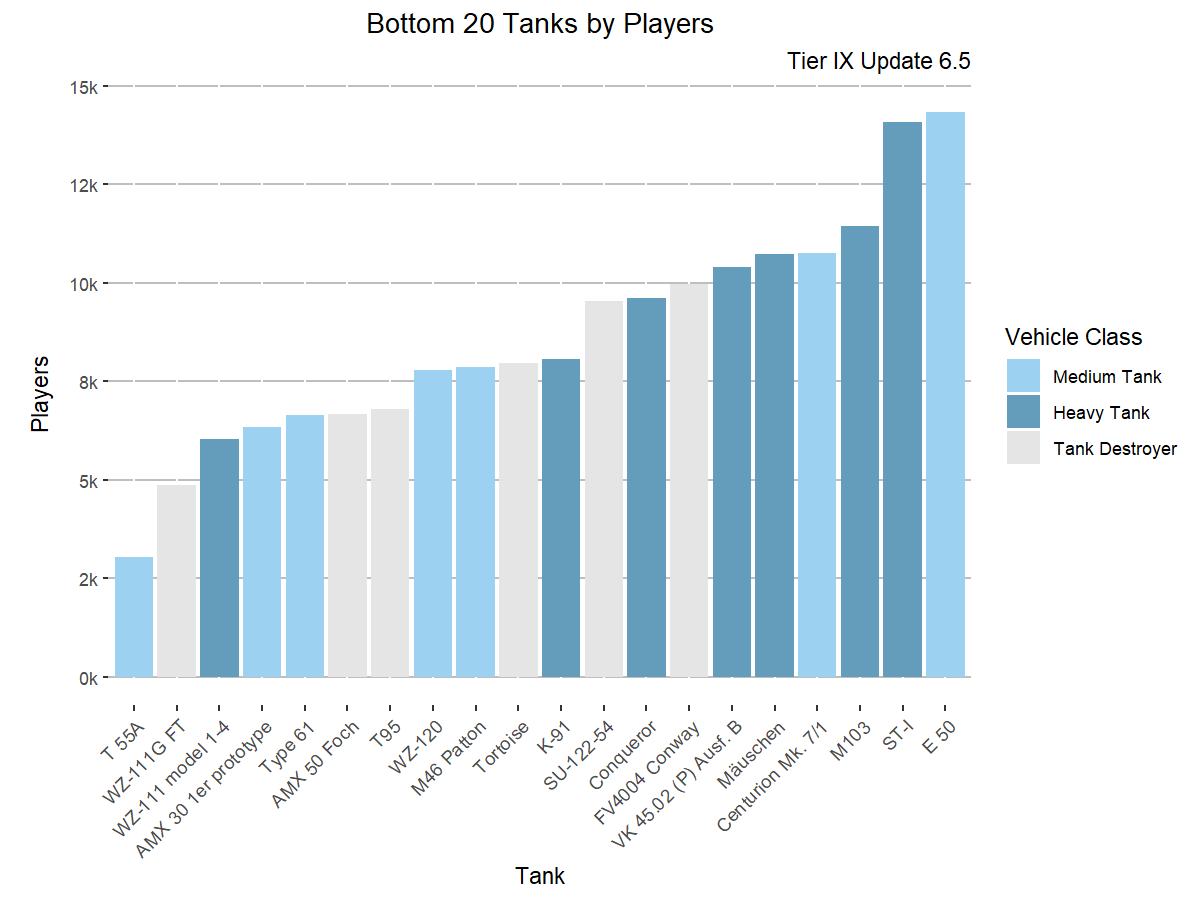 Bottom 20 Tanks by Players
Tier IX Update 6.5
15k
12k
10k
8k
5k
2k
0k
Players
T 55A
WZ-111G FT
WZ-111 model 1-4
AMX 30 1er prototype
Type 61
AMX 50 Foch
T95
WZ-120
M46 Patton
Tortoise
K-91
SU-122-54
Conqueror
FV4004 Conway
VK 45.02 (P) Ausf. B
Mäuschen
Centurion Mk. 7/1
M103
ST-I
E 50
Tank
Vehicle Class
Medium Tank
Heavy Tank
Tank Destroyer